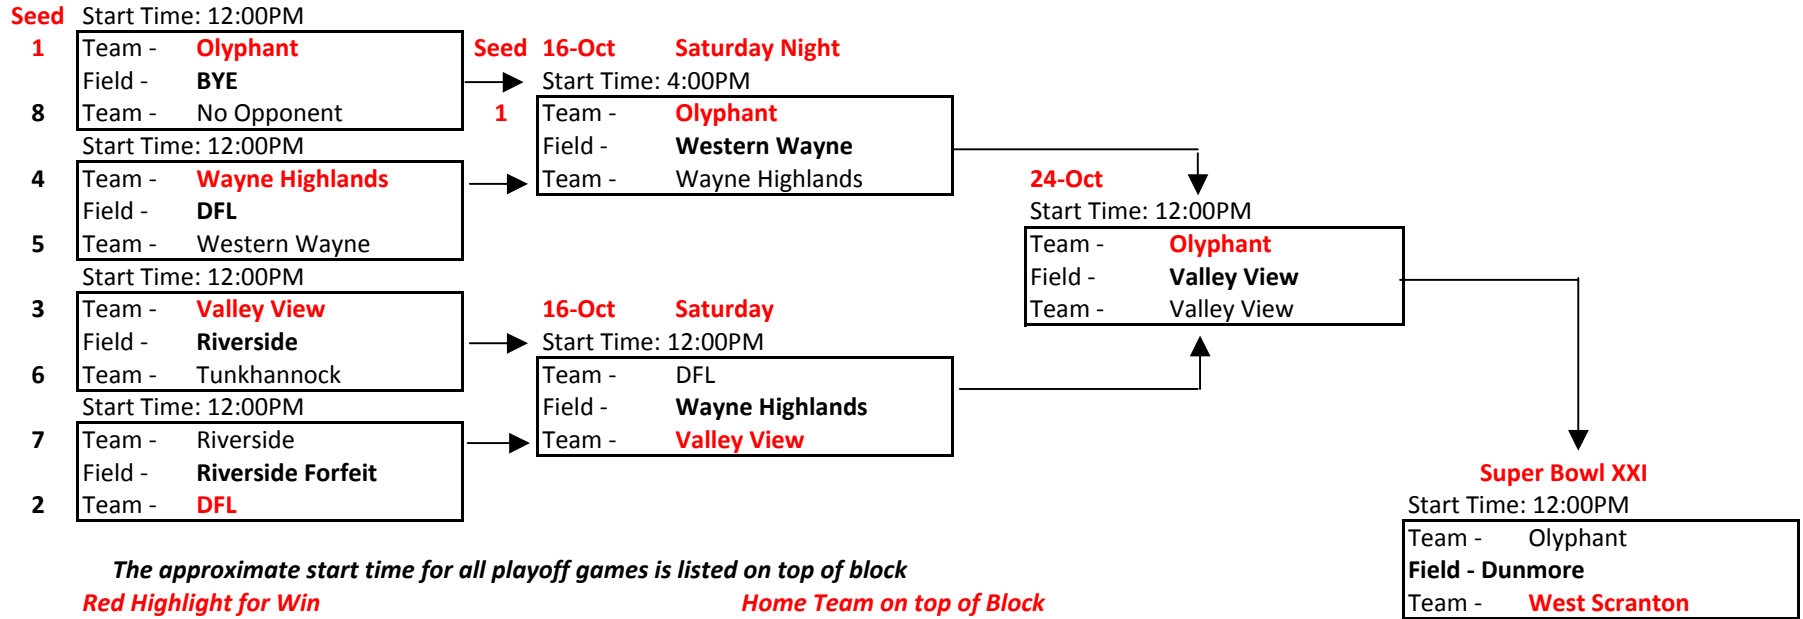 Seed Start Time: 12:00PM
1 Team - Olyphant
Field - BYE
8 Team - No Opponent
Start Time: 12:00PM
4 Team - Wayne Highlands
Field - DFL
5 Team - Western Wayne
Start Time: 12:00PM
3 Team - Valley View
Field - Riverside
6 Team - Tunkhannock
Start Time: 12:00PM
7 Team - Riverside
Field - Riverside Forfeit
2 Team - DFL
Seed 16-Oct Saturday Night
Start Time: 4:00PM
1 Team - Olyphant
Field - Western Wayne
Team - Wayne Highlands
16-Oct Saturday
Start Time: 12:00PM
Team - DFL
Field - Wayne Highlands
Team - Valley View
24-Oct
Start Time: 12:00PM
Team - Olyphant
Field - Valley View
Team - Valley View
Super Bowl XXI
Start Time: 12:00PM
Team - Olyphant
Field - Dunmore
Team - West Scranton
The approximate start time for all playoff games is listed on top of block
Red Highlight for Win Home Team on top of Block